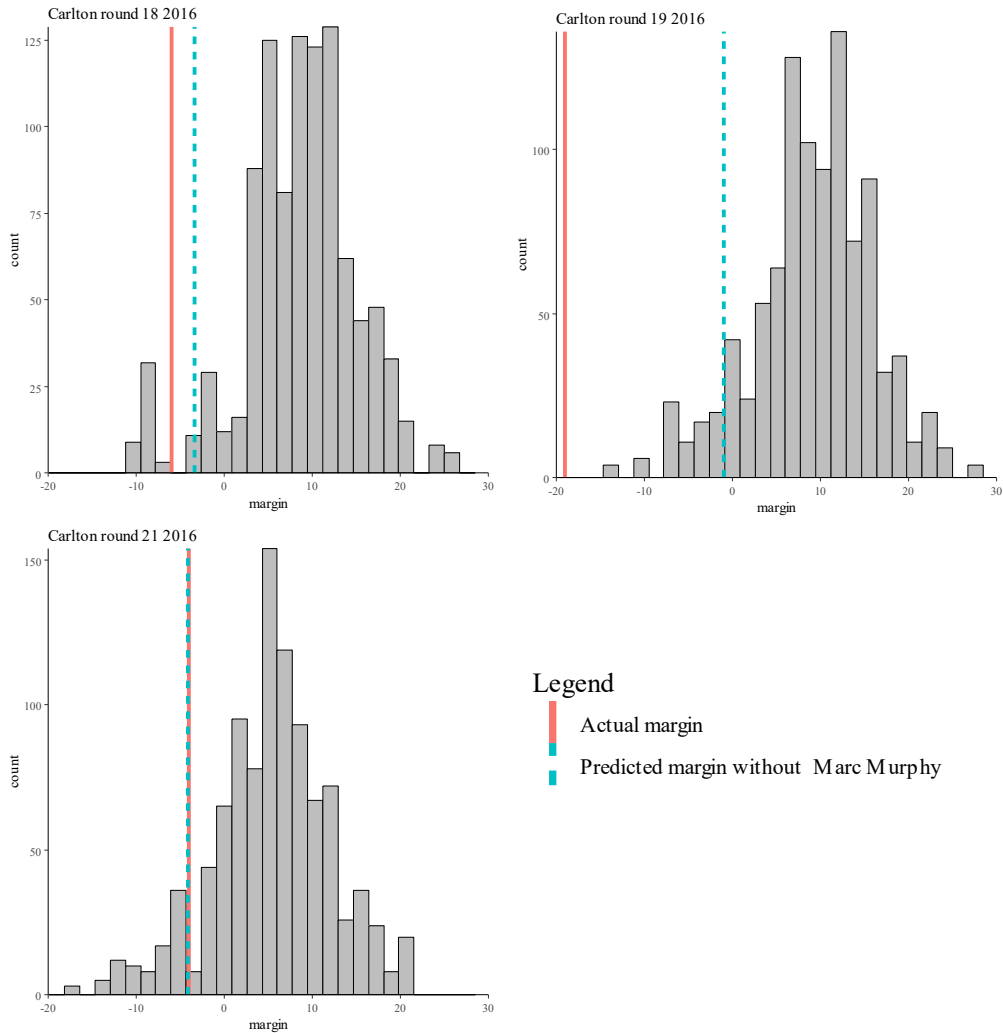 Carlton round 18 2016
125
100
75
50
25
0
count
-20 -10 0 10 20 30
margin
Carlton round 19 2016
100
50
0
count
-20 -10 0 10 20 30
margin
Carlton round 21 2016
150
100
50
0
count
-20 -10 0 10 20 30
margin
Legend
Actual margin
Predicted margin without Marc Murphy